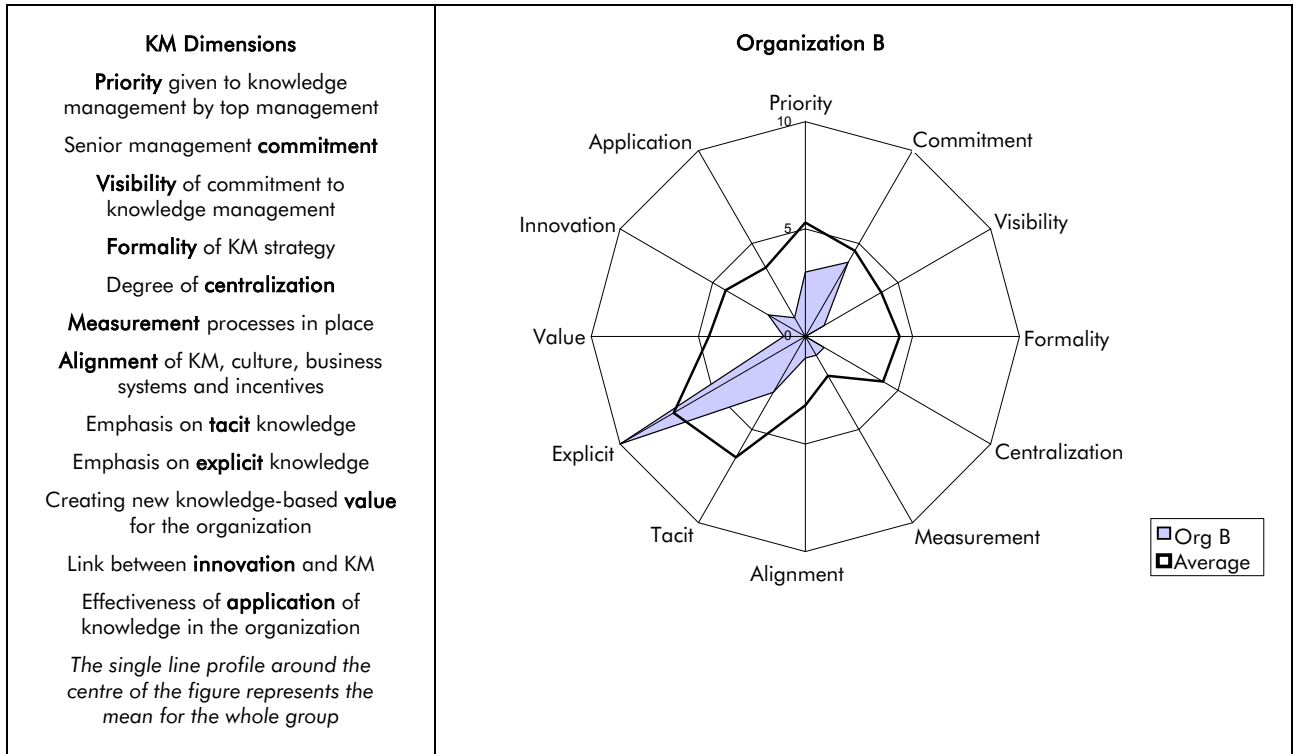 KM Dimensions
Priority given to knowledge
management by top management
Senior management commitment
Visibility of commitment to
knowledge management
Formality of KM strategy
Degree of centralization
Measurement processes in place
Alignment of KM, culture, business
systems and incentives
Emphasis on tacit knowledge
Emphasis on explicit knowledge
Creating new knowledge-based value
for the organization
Link between innovation and KM
Effectiveness of application of
knowledge in the organization
The single line profile around the
centre of the figure represents the
mean for the whole group
Organization B
Priority
10
Application
Commitment
Innovation
Visibility
5
Value
0
Formality
Explicit
Centralization
Tacit
Measurement
Alignment
Org B
Average